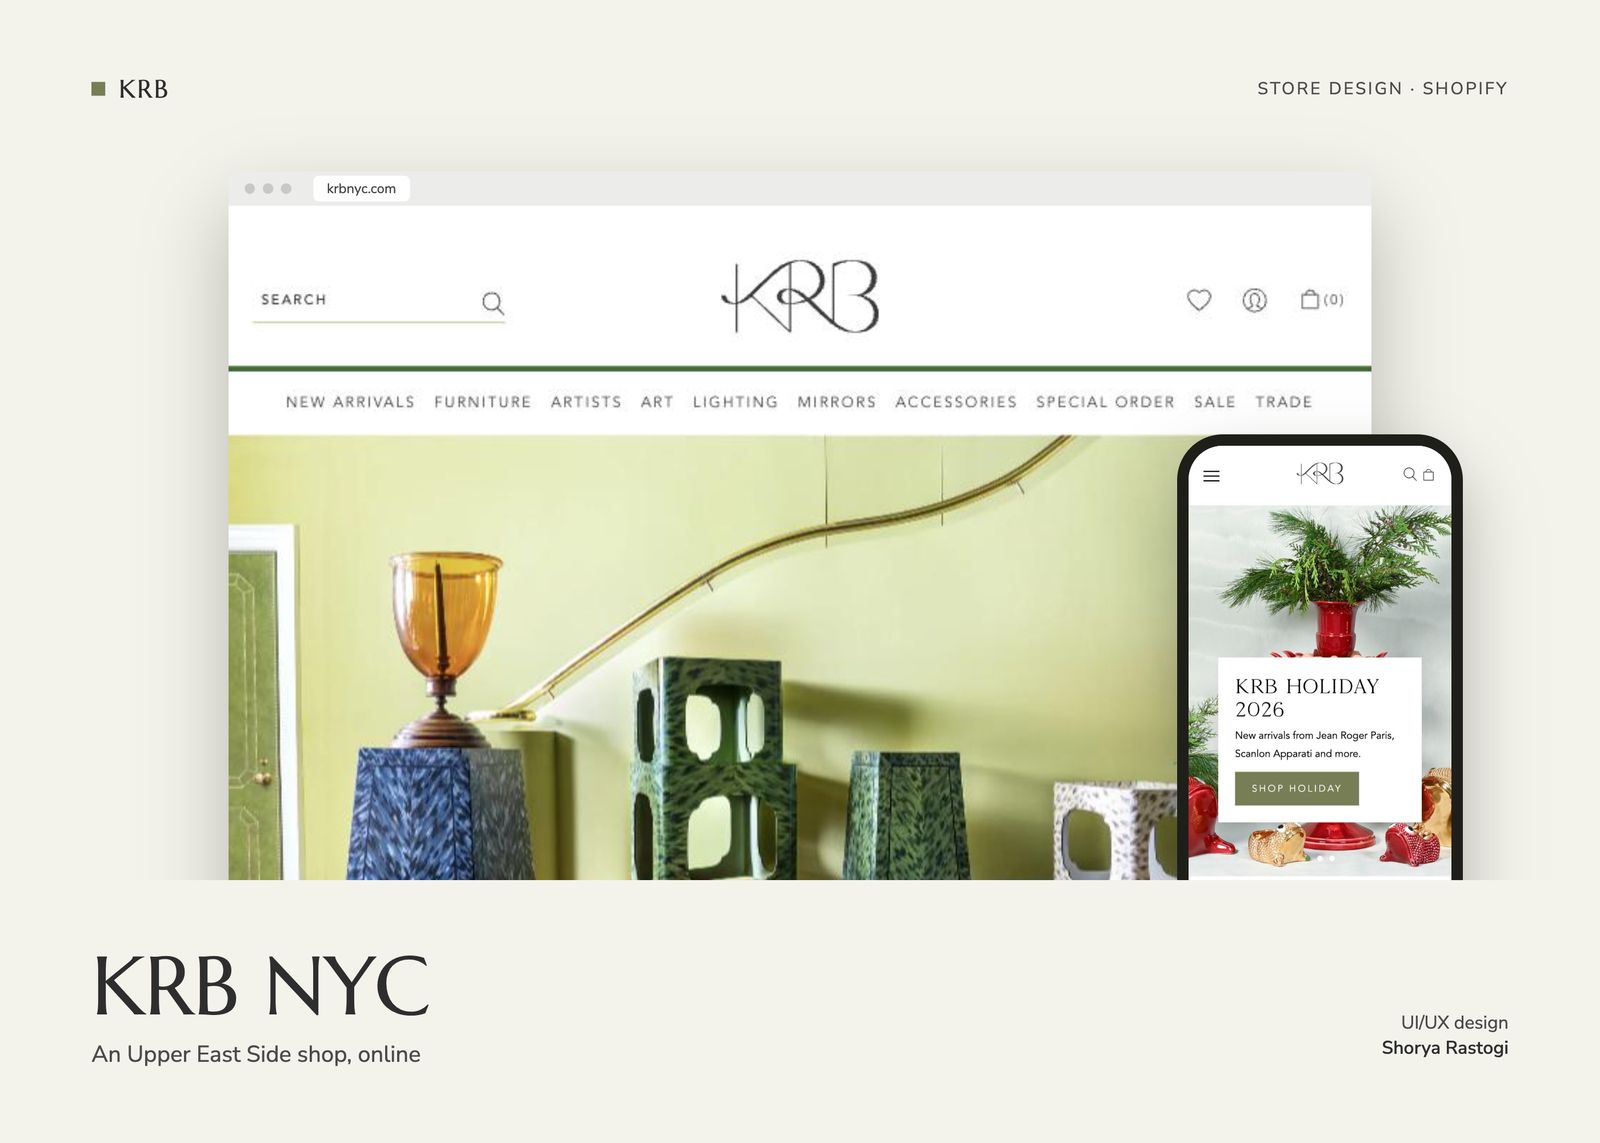 KRB
STORE DESIGN · SHOPIFY
krbnyc.com
SEARCH
KRB
(0)
NEW ARRIVALS FURNITURE ARTISTS ART LIGHTING MIRRORS ACCESSORIES SPECIAL ORDER SALE TRADE
KRB
KRB HOLIDAY
2026
New arrivals from Jean Roger Paris,
Scanlon Apparati and more.
SHOP HOLIDAY
KRB NYC
An Upper East Side shop, online
UI/UX design
Shorya Rastogi